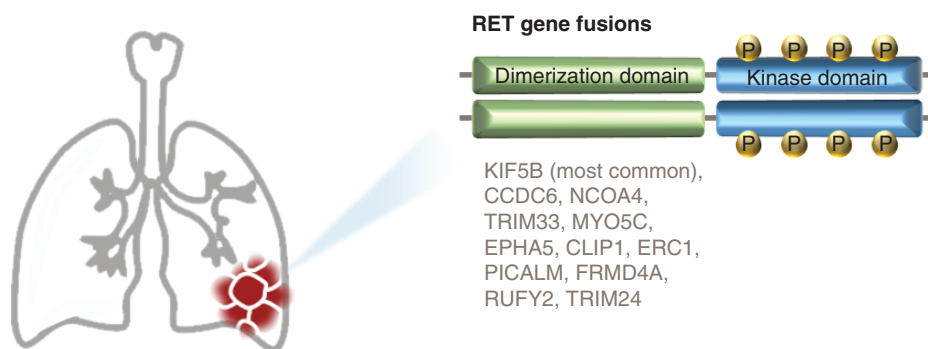 RET gene fusions
P P P P
Dimerization domain Kinase domain
P P P P
KIF5B (most common),
CCDC6, NCOA4,
TRIM33, MYO5C,
EPHA5, CLIP1, ERC1,
PICALM, FRMD4A,
RUFY2, TRIM24